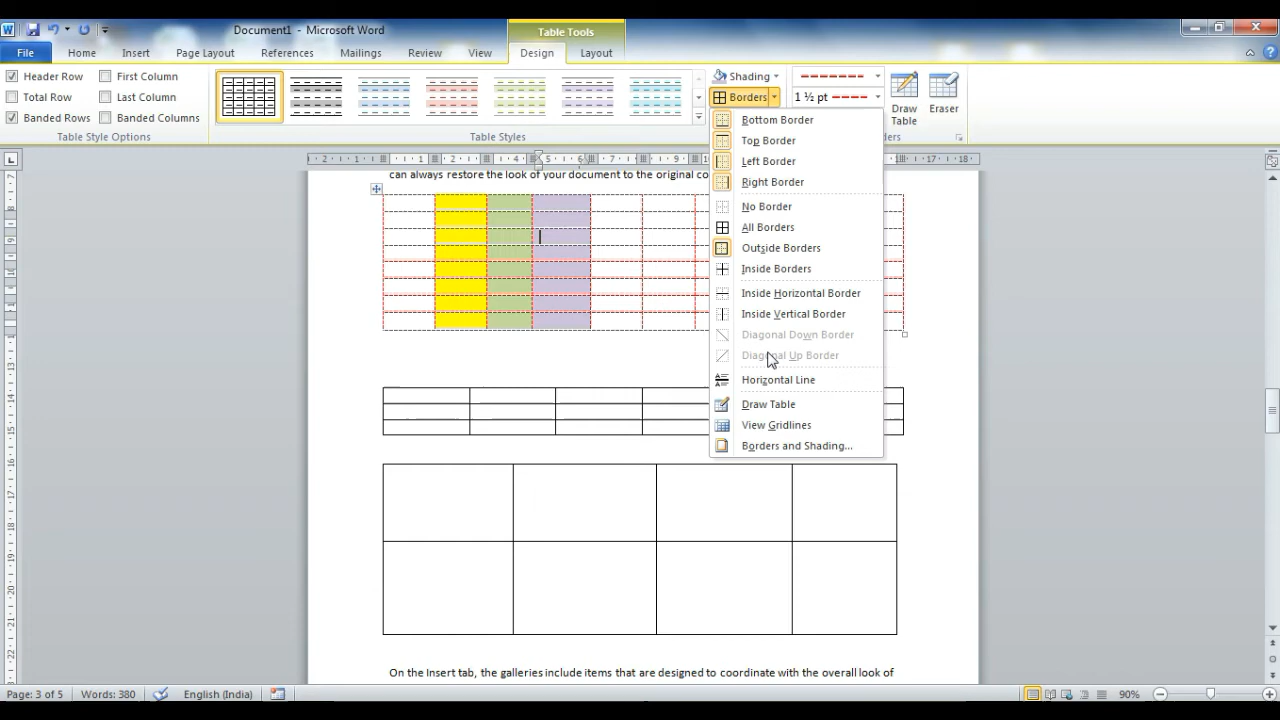 Document1 - Microsoft Word
Table Tools
File Home Insert Page Layout References Mailings Review View Design Layout
Header Row First Column
Total Row Last Column
Banded Rows Banded Columns
Table Style Options
Table Styles
Shading
Borders
1 ½ pt
Draw Table
Eraser
Bottom Border
Top Border
Left Border
Right Border
No Border
All Borders
Outside Borders
Inside Borders
Inside Horizontal Border
Inside Vertical Border
Diagonal Down Border
Diagonal Up Border
Horizontal Line
Draw Table
View Gridlines
Borders and Shading...
can always restore the look of your document to the original co
On the Insert tab, the galleries include items that are designed to coordinate with the overall look of
Page: 3 of 5 Words: 380 English (India) 90%